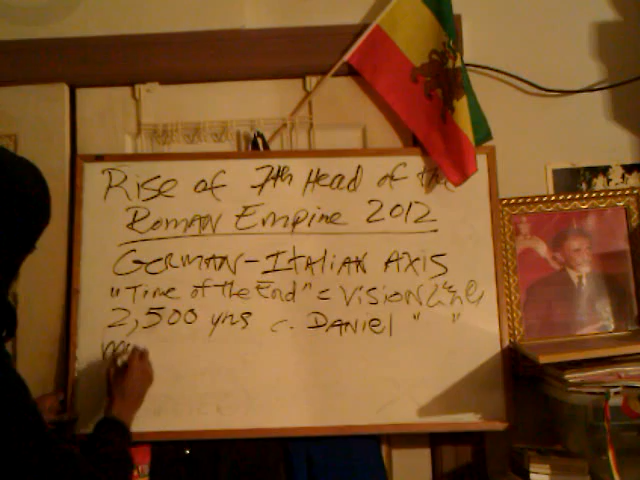 Rise of 7th Head of the
Roman Empire 2012
German-Italian Axis
"Time of the End" c Vision
2,500 yrs c. Daniel " "